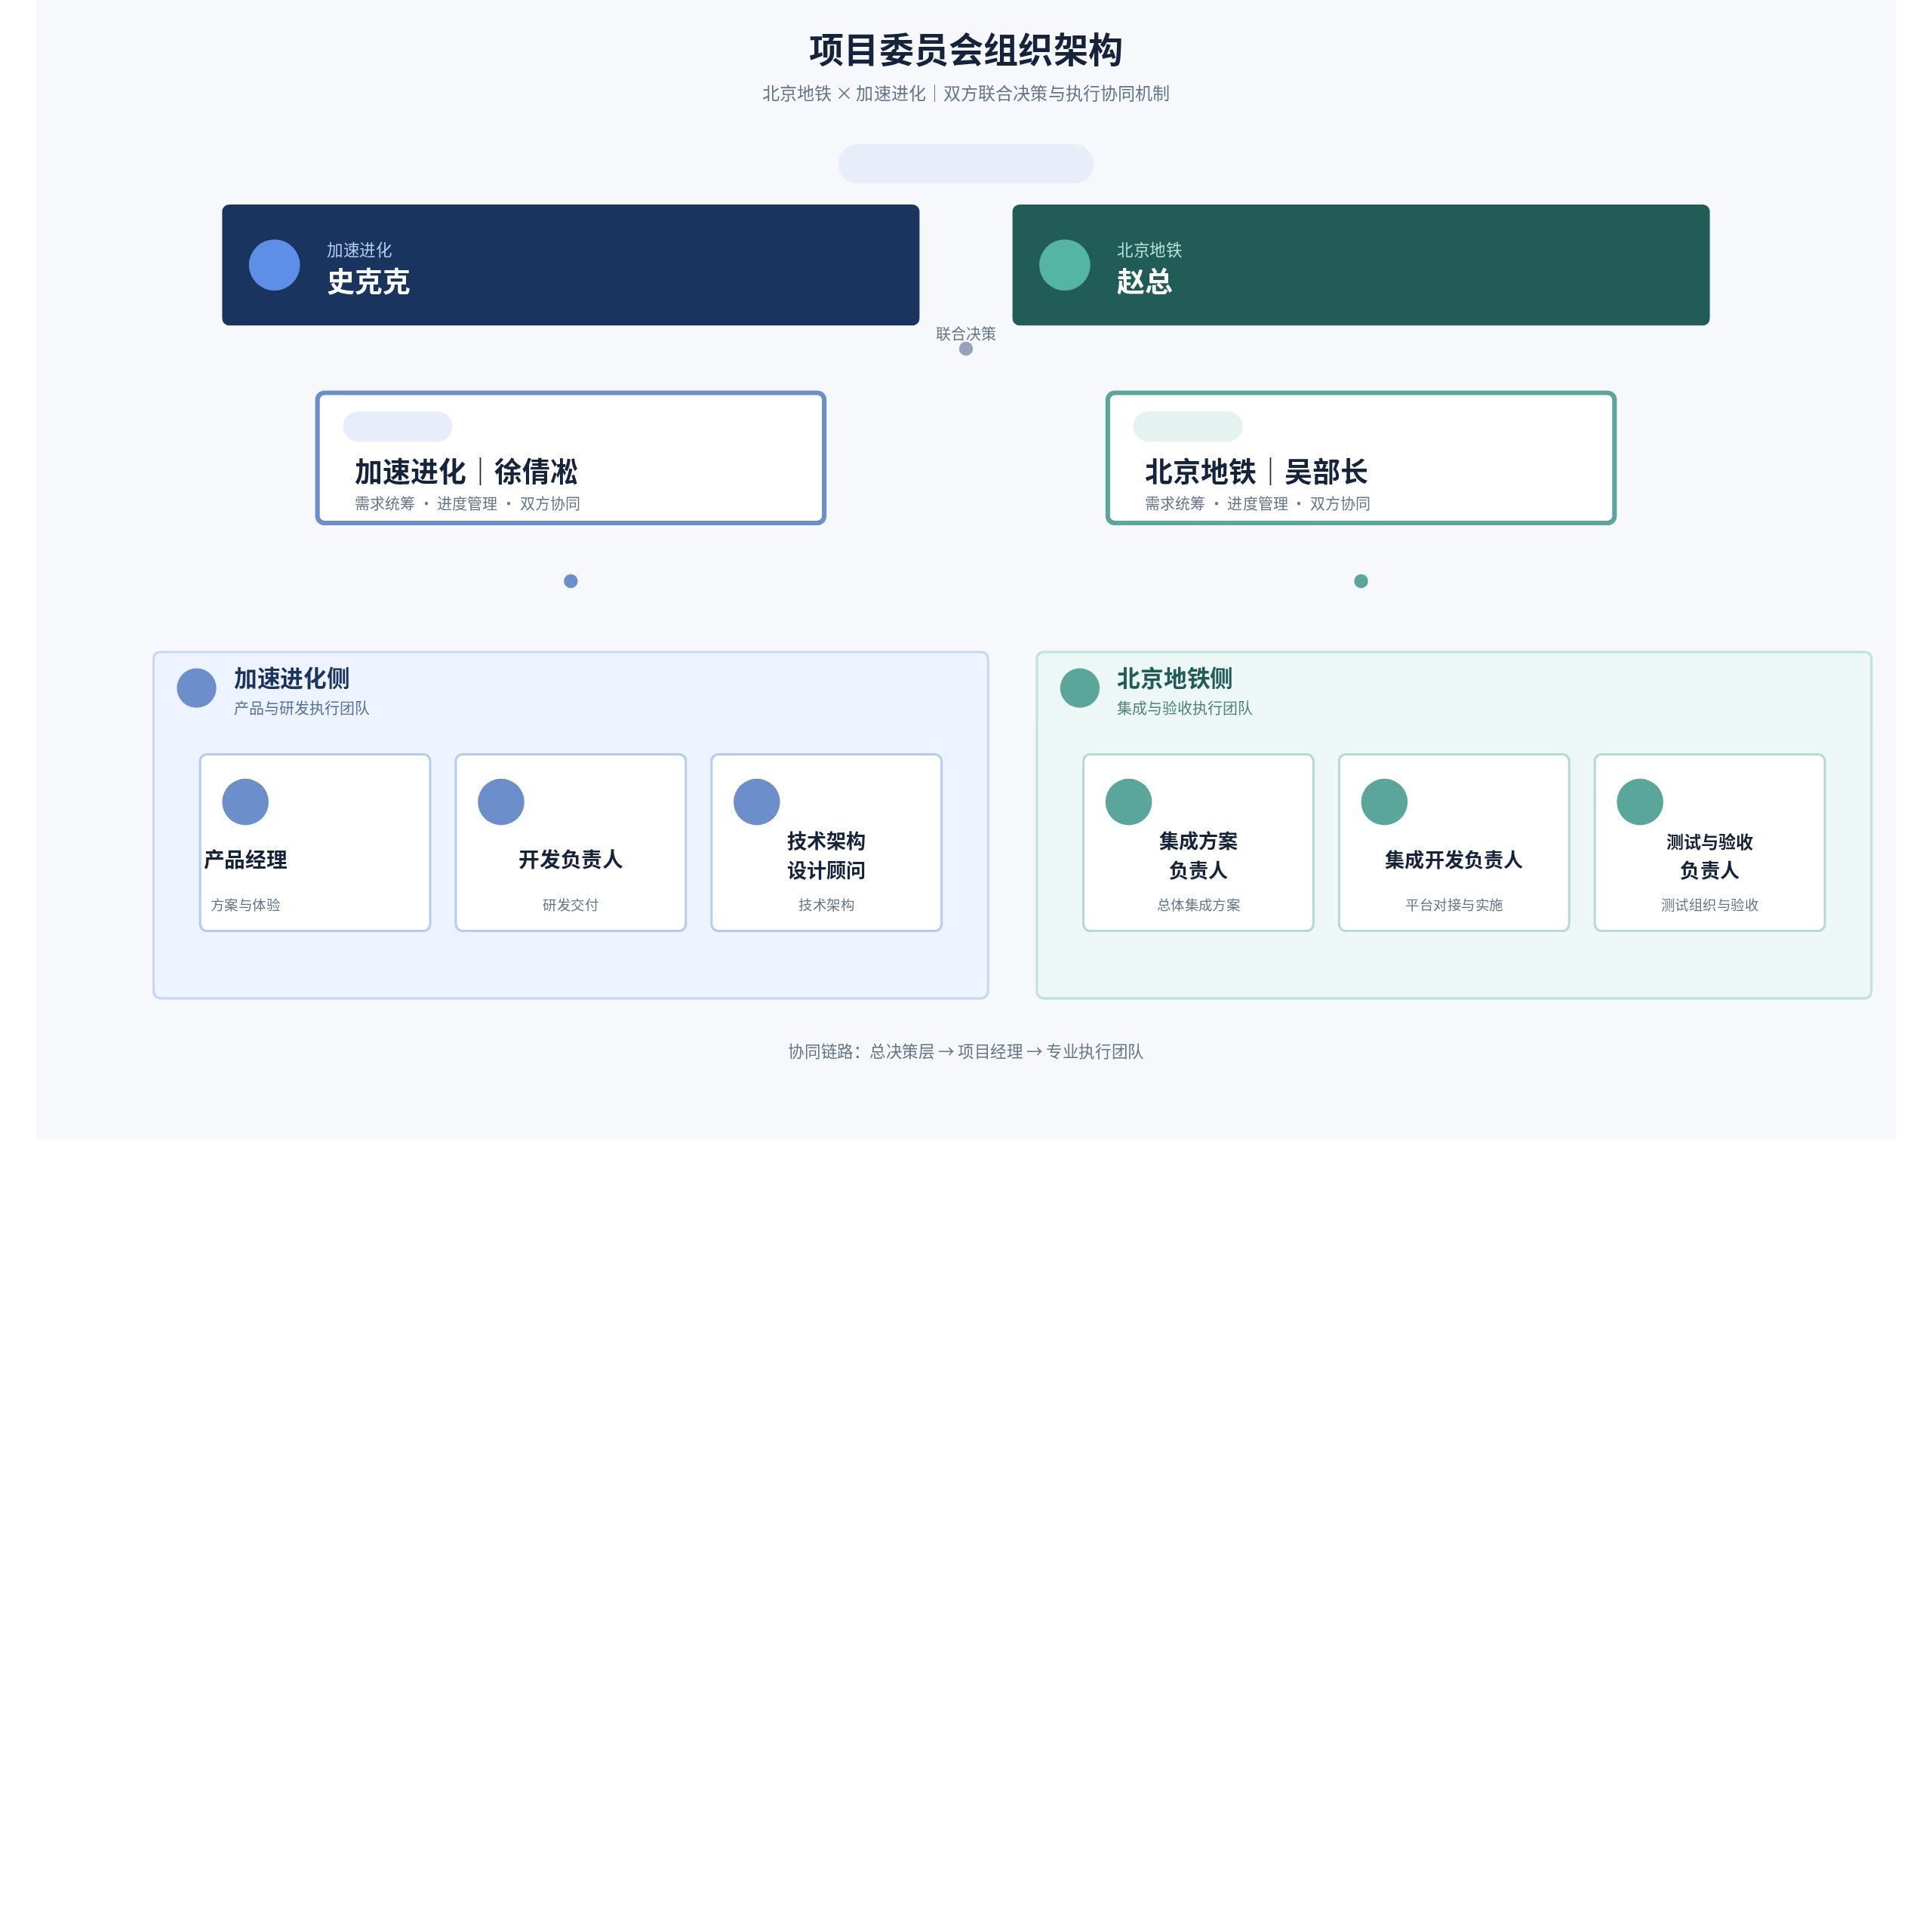 项目委员会组织架构
北京地铁 × 加速进化｜双方联合决策与执行协同机制
加速进化
史克克
北京地铁
赵总
联合决策
加速进化｜徐倩凇
需求统筹 · 进度管理 · 双方协同
北京地铁｜吴部长
需求统筹 · 进度管理 · 双方协同
加速进化侧
产品与研发执行团队
产品经理
方案与体验
开发负责人
研发交付
技术架构
设计顾问
技术架构
北京地铁侧
集成与验收执行团队
集成方案
负责人
总体集成方案
集成开发负责人
平台对接与实施
测试与验收
负责人
测试组织与验收
协同链路：总决策层 → 项目经理 → 专业执行团队